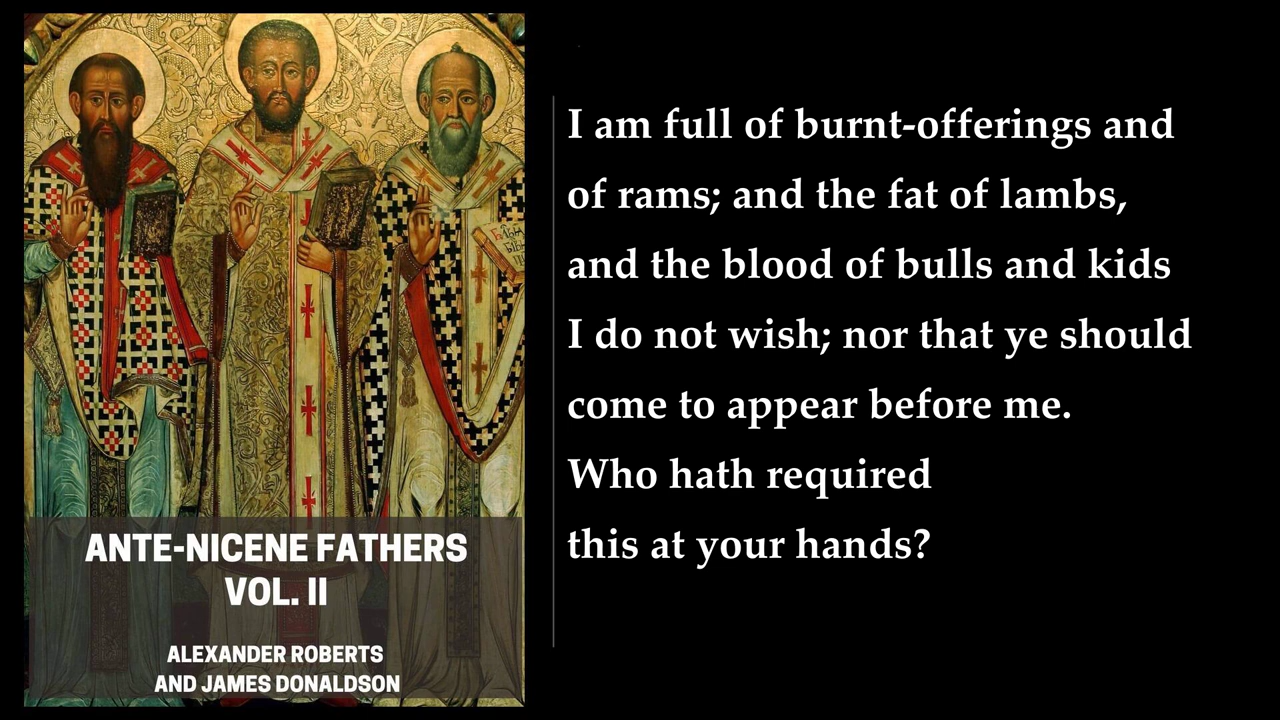 ANTE-NICENE FATHERS
VOL. II
ALEXANDER ROBERTS
AND JAMES DONALDSON
I am full of burnt-offerings and
of rams; and the fat of lambs,
and the blood of bulls and kids
I do not wish; nor that ye should
come to appear before me.
Who hath required
this at your hands?